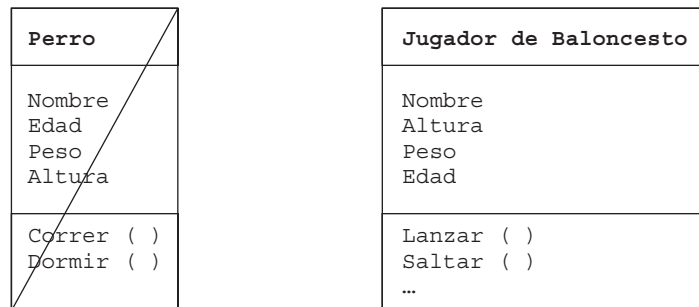 Perro
Nombre
Edad
Peso
Altura
Correr ( )
Dormir ( )
Jugador de Baloncesto
Nombre
Altura
Peso
Edad
Lanzar ( )
Saltar ( )
…